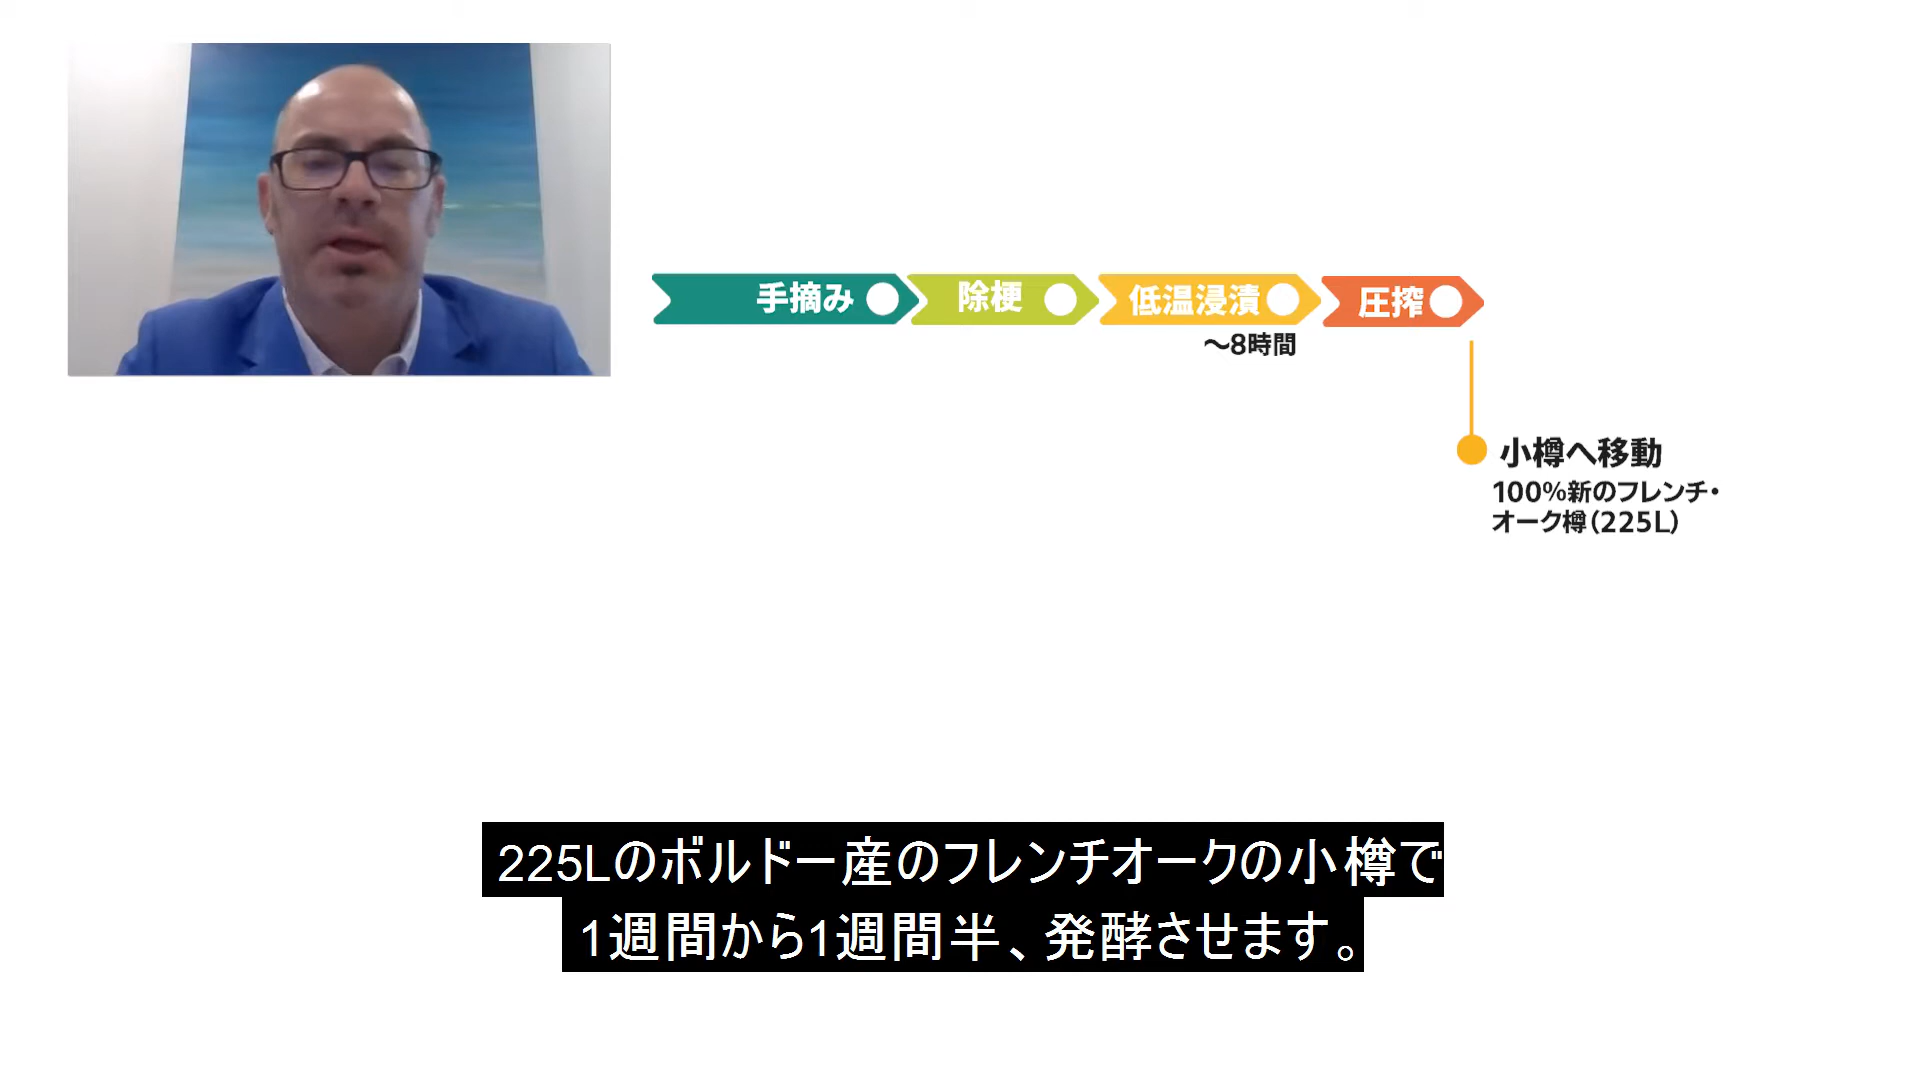 手摘み
除梗
低温浸漬
～8時間
圧搾
小樽へ移動
100%新のフレンチ・
オーク樽(225L)
225Lのボルドー産のフレンチオークの小樽で
1週間から1週間半、発酵させます。